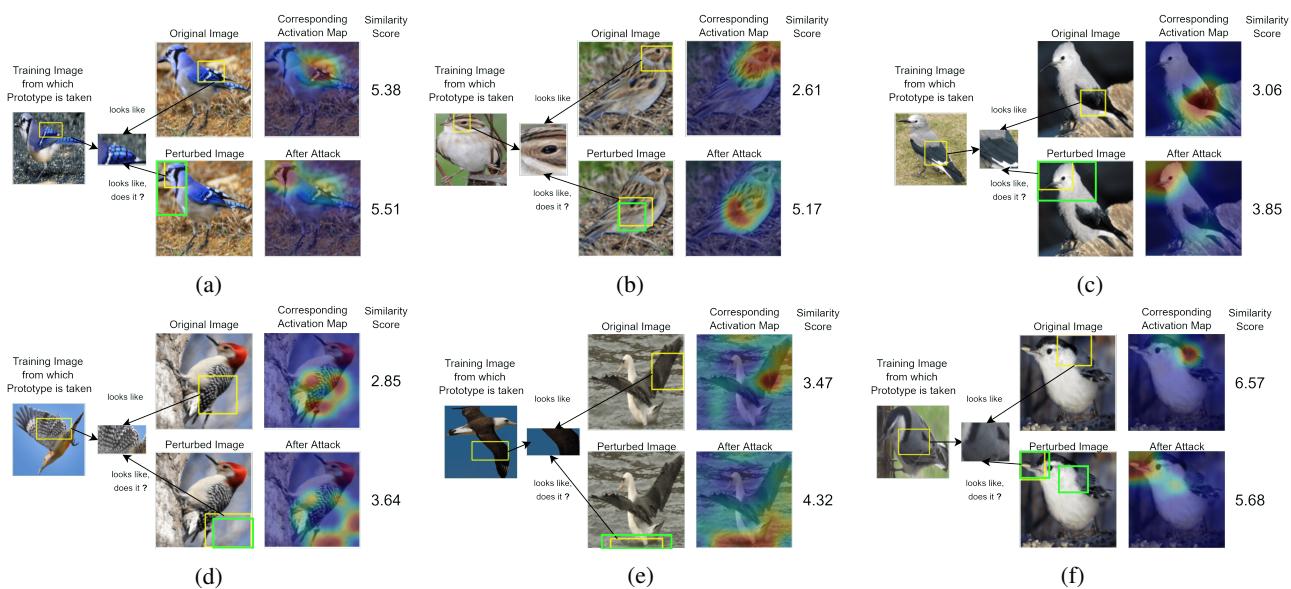 Original Image
Corresponding
Activation Map
Similarity
Score
Training Image
from which
Prototype is taken
looks like
5.38
Perturbed Image
After Attack
looks like,
does it ?
5.51
(a)
Original Image
Corresponding
Activation Map
Similarity
Score
Training Image
from which
Prototype is taken
looks like
2.61
Perturbed Image
After Attack
looks like,
does it ?
5.17
(b)
Original Image
Corresponding
Activation Map
Similarity
Score
Training Image
from which
Prototype is taken
looks like
3.06
Perturbed Image
After Attack
looks like,
does it ?
3.85
(c)
Original Image
Corresponding
Activation Map
Similarity
Score
Training Image
from which
Prototype is taken
looks like
2.85
Perturbed Image
After Attack
looks like,
does it ?
3.64
(d)
Original Image
Corresponding
Activation Map
Similarity
Score
Training Image
from which
Prototype is taken
looks like
3.47
Perturbed Image
After Attack
looks like,
does it ?
4.32
(e)
Original Image
Corresponding
Activation Map
Similarity
Score
Training Image
from which
Prototype is taken
looks like
6.57
Perturbed Image
After Attack
looks like,
does it ?
5.68
(f)